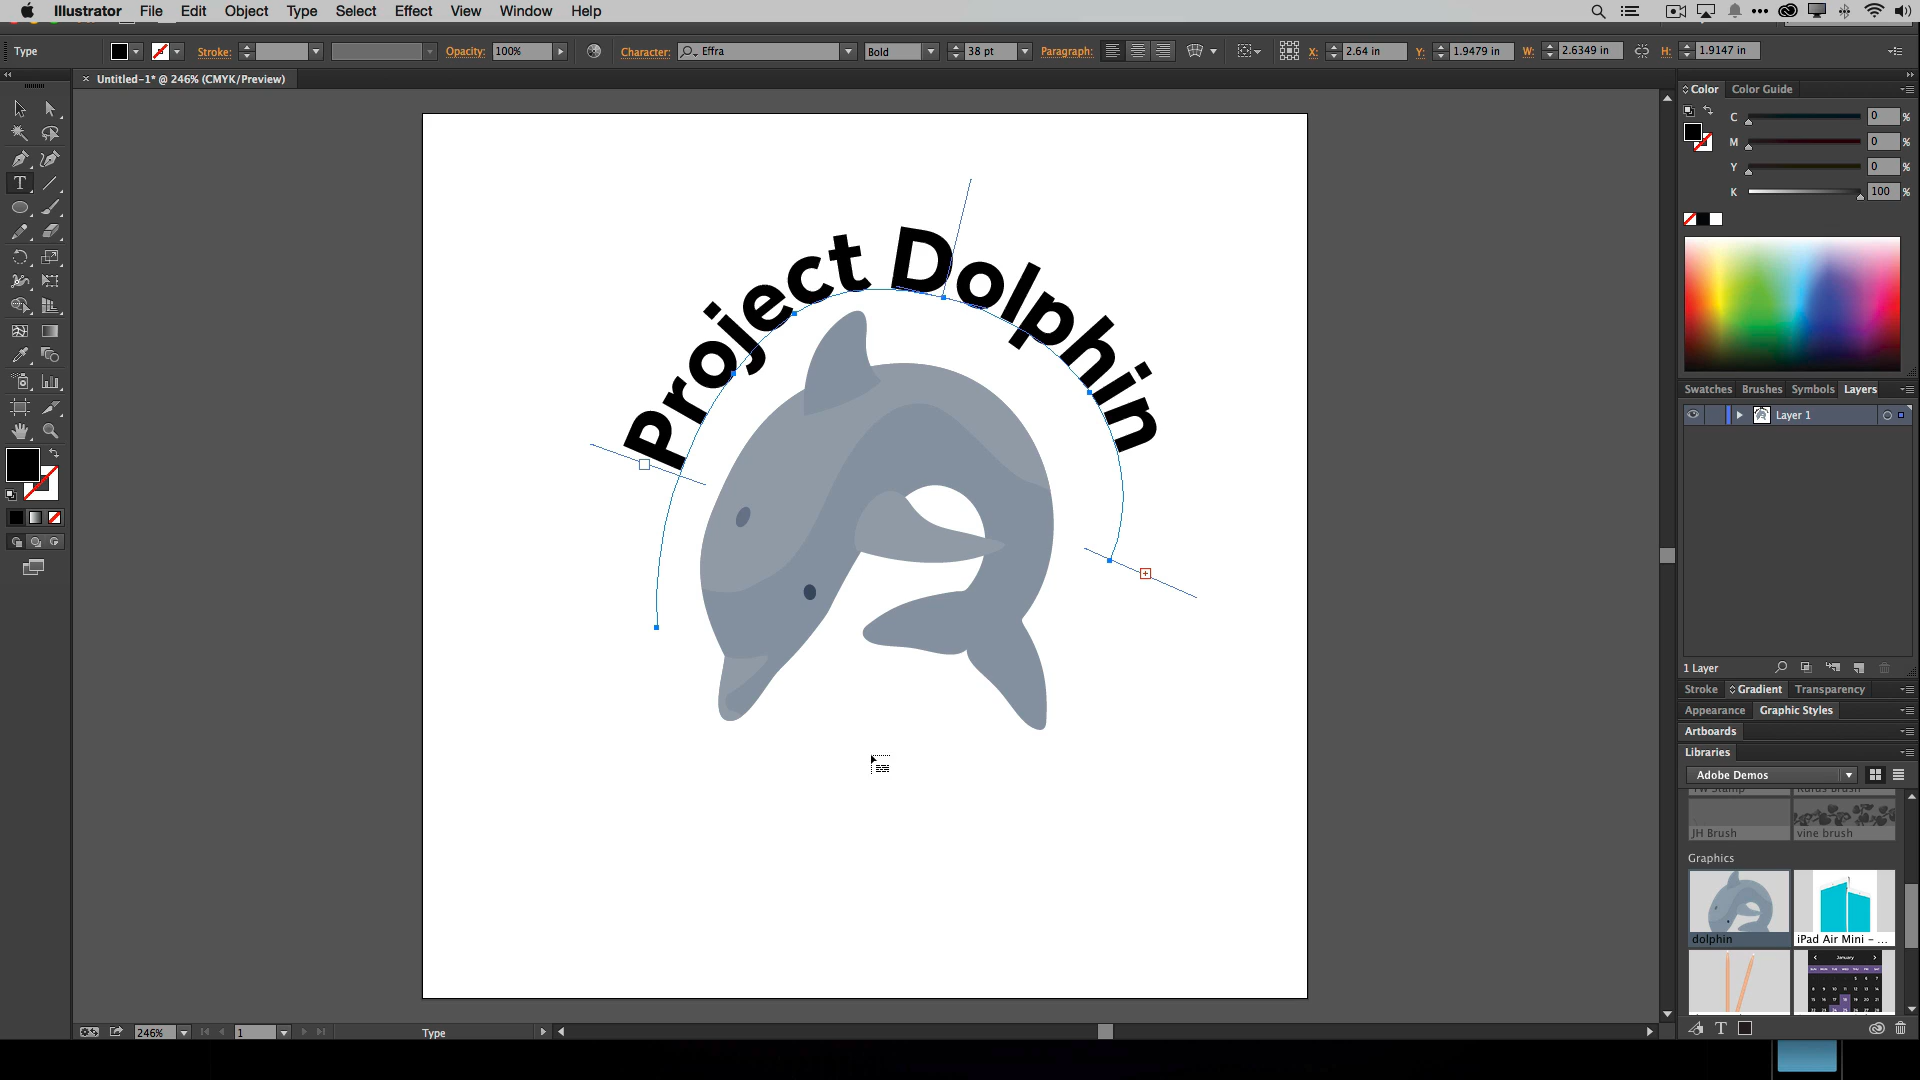 Illustrator File Edit Object Type Select Effect View Window Help
Type Stroke: Opacity: 100% Character: Effra Bold 38 pt Paragraph: X: 2.64 in Y: 1.9479 in W: 2.6349 in H: 1.9147 in
× Untitled-1* @ 246% (CMYK/Preview)
Color Color Guide
C 0 %
M 0 %
Y 0 %
K 100 %
Project Dolphin
Swatches Brushes Symbols Layers
Layer 1
1 Layer
Stroke Gradient Transparency
Appearance Graphic Styles
Artboards
Libraries
Adobe Demos
JH Brush vine brush
Graphics
dolphin iPad Air Mini - ...
January
246% 1 Type